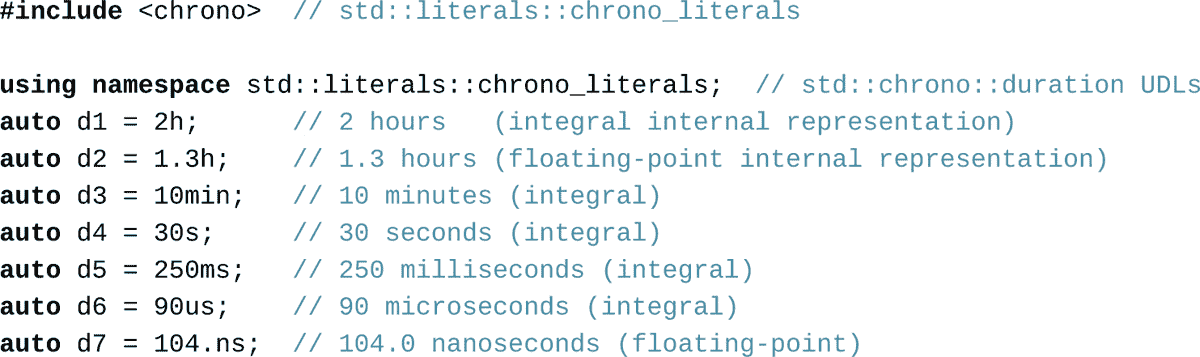 #include <chrono>  // std::literals::chrono_literals
using namespace std::literals::chrono_literals;  // std::chrono::duration UDLs
auto d1 = 2h;      // 2 hours   (integral internal representation)
auto d2 = 1.3h;    // 1.3 hours (floating-point internal representation)
auto d3 = 10min;   // 10 minutes (integral)
auto d4 = 30s;     // 30 seconds (integral)
auto d5 = 250ms;   // 250 milliseconds (integral)
auto d6 = 90us;    // 90 microseconds (integral)
auto d7 = 104.ns;  // 104.0 nanoseconds (floating-point)